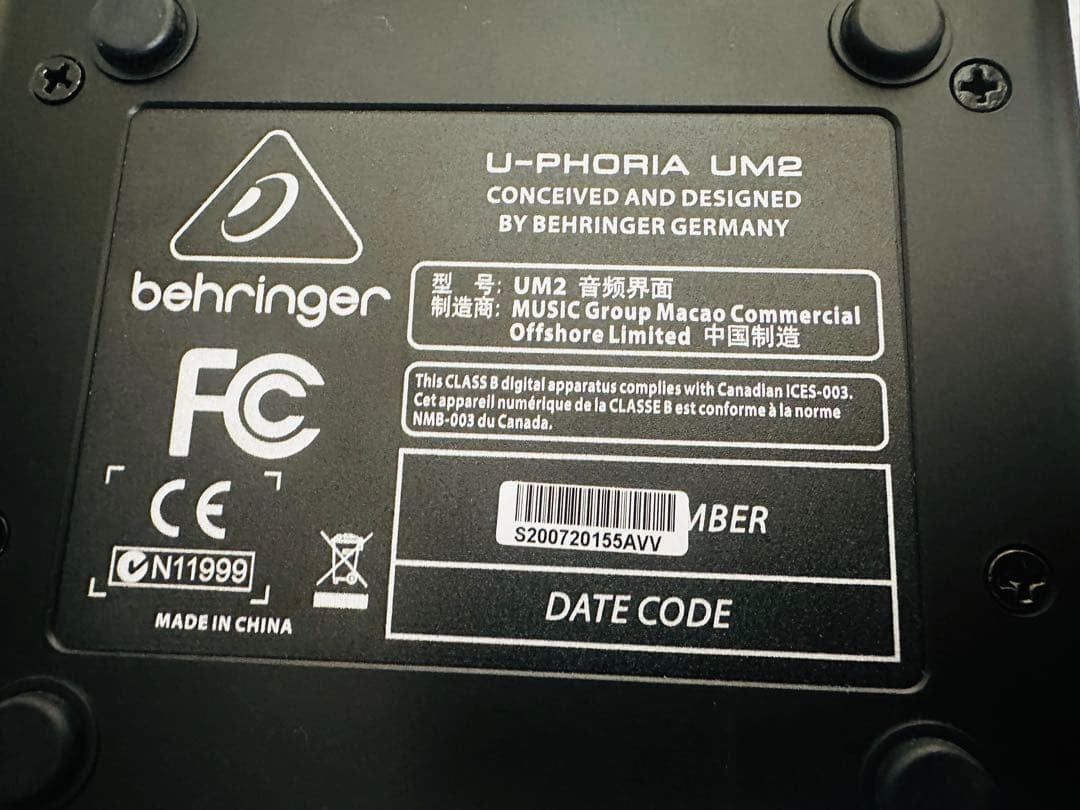 U-PHORIA UM2
CONCEIVED AND DESIGNED
BY BEHRINGER GERMANY
behringer
型 号: UM2 音频界面
制造商: MUSIC Group Macao Commercial
Offshore Limited 中国制造
This CLASS B digital apparatus complies with Canadian ICES-003.
Cet appareil numérique de la CLASSE B est conforme à la norme
NMB-003 du Canada.
FC
CE
N11999
MADE IN CHINA
MBER
S200720155AVV
DATE CODE